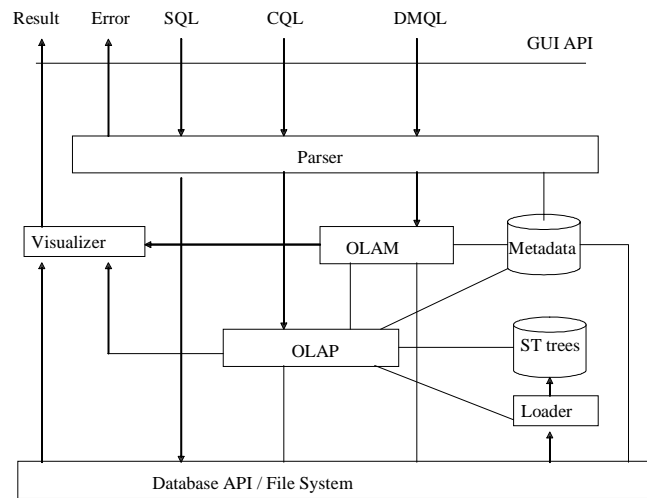 Result Error SQL CQL DMQL
GUI API
Parser
Visualizer
OLAM
Metadata
OLAP
ST trees
Loader
Database API / File System